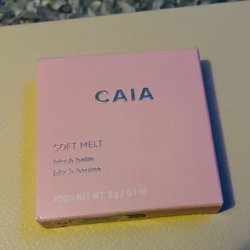 CAIA
SOFT MELT
blush balm
blush baume
POIDS NET WT. 3 g / 0.1 oz.